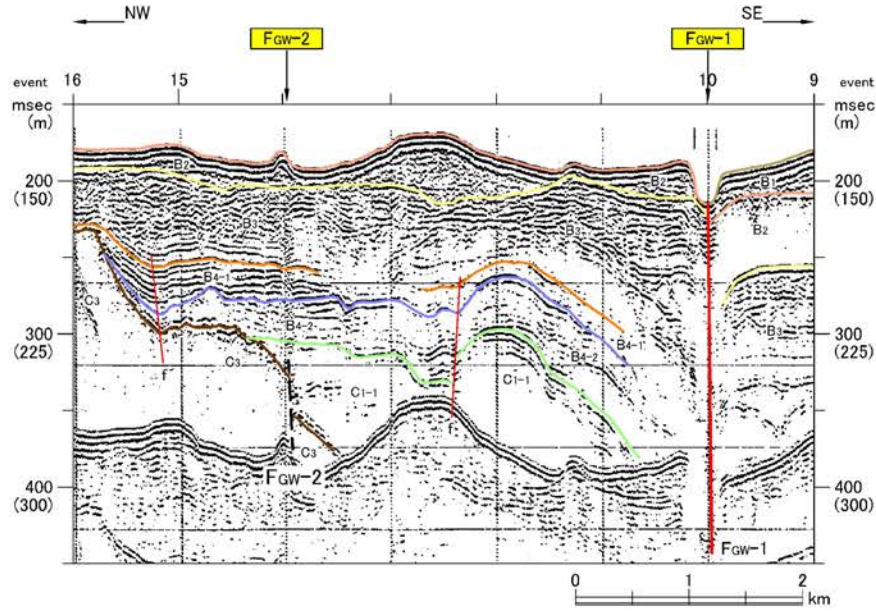 NW
SE
FGW-2
FGW-1
event
16
15
10
9
event
msec
(m)
msec
(m)
200
(150)
200
(150)
300
(225)
300
(225)
400
(300)
400
(300)
B2
B2
B1
B2
B3
B3
B3
B4-1
B4-1
B4-2
B4-2
C3
C3
C3
C1-1
C1-1
f
f
FGW-2
FGW-1
0
1
2
km